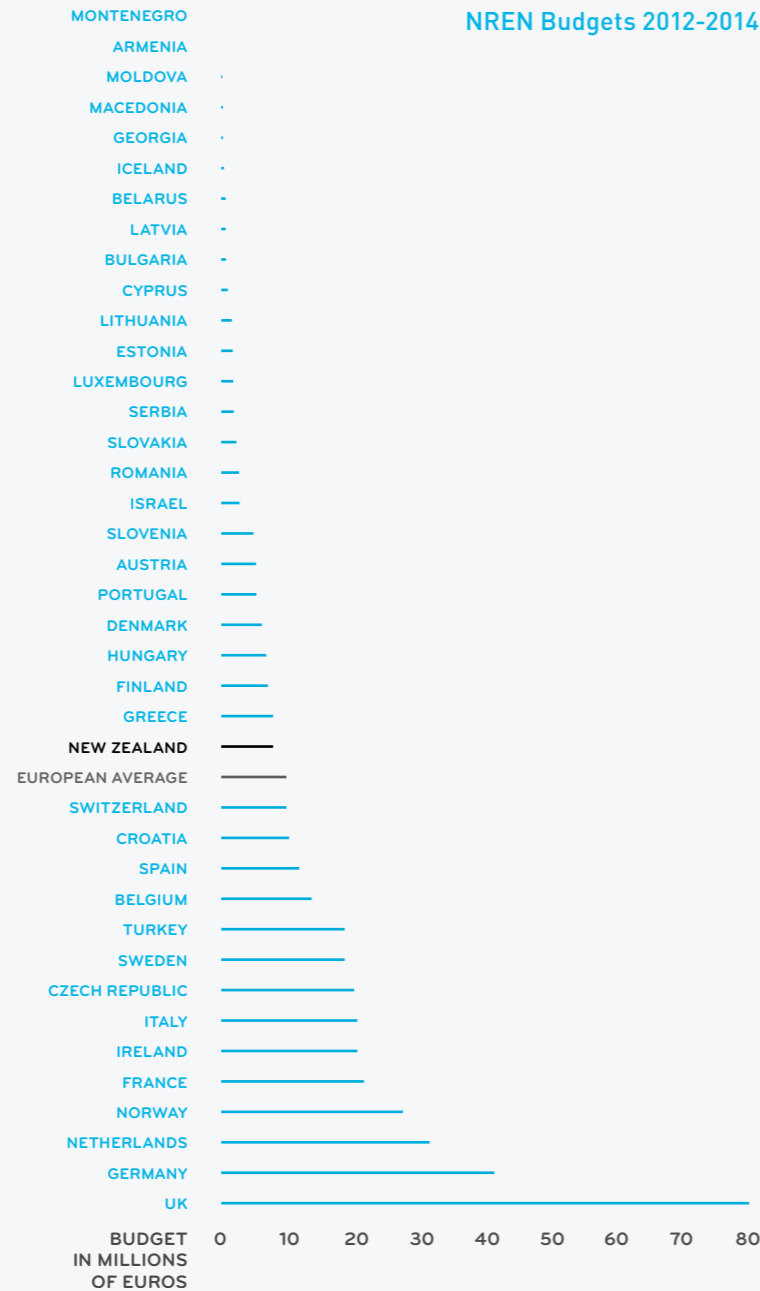 NREN Budgets 2012-2014
MONTENEGRO
ARMENIA
MOLDOVA
MACEDONIA
GEORGIA
ICELAND
BELARUS
LATVIA
BULGARIA
CYPRUS
LITHUANIA
ESTONIA
LUXEMBOURG
SERBIA
SLOVAKIA
ROMANIA
ISRAEL
SLOVENIA
AUSTRIA
PORTUGAL
DENMARK
HUNGARY
FINLAND
GREECE
NEW ZEALAND
EUROPEAN AVERAGE
SWITZERLAND
CROATIA
SPAIN
BELGIUM
TURKEY
SWEDEN
CZECH REPUBLIC
ITALY
IRELAND
FRANCE
NORWAY
NETHERLANDS
GERMANY
UK
BUDGET
IN MILLIONS
OF EUROS
0 10 20 30 40 50 60 70 80